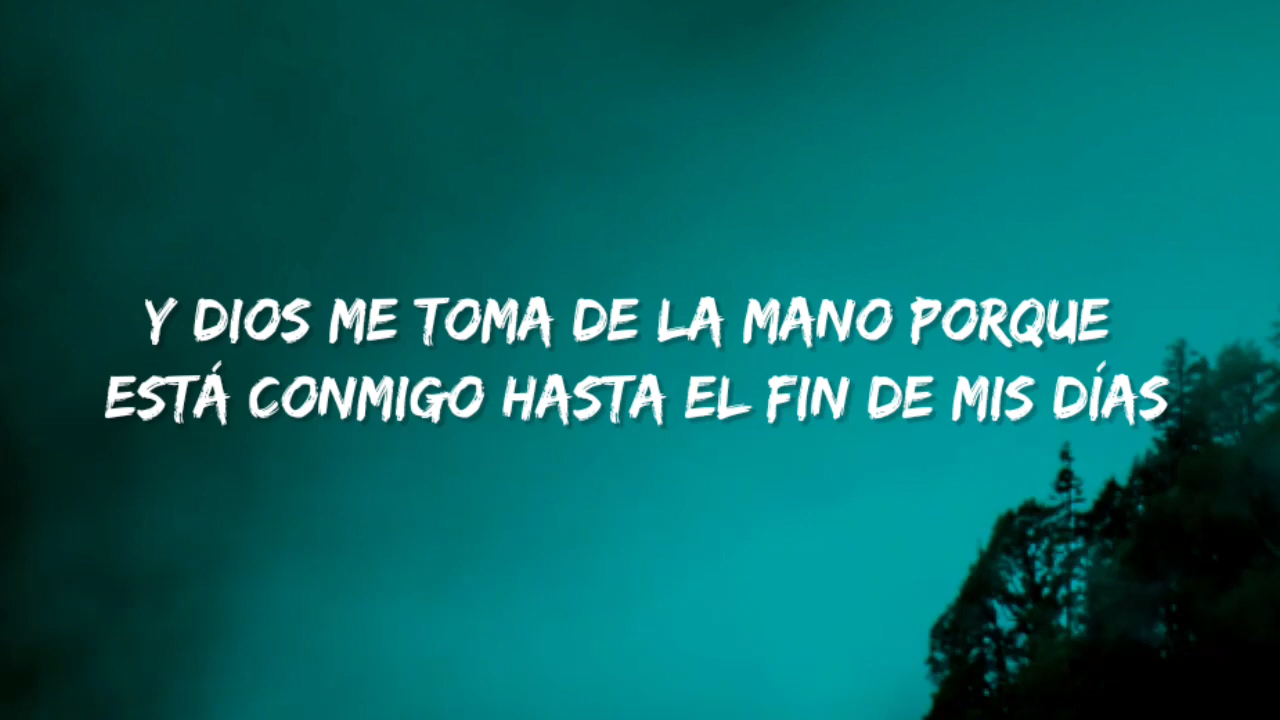 Y DIOS ME TOMA DE LA MANO PORQUE
ESTÁ CONMIGO HASTA EL FIN DE MIS DÍAS